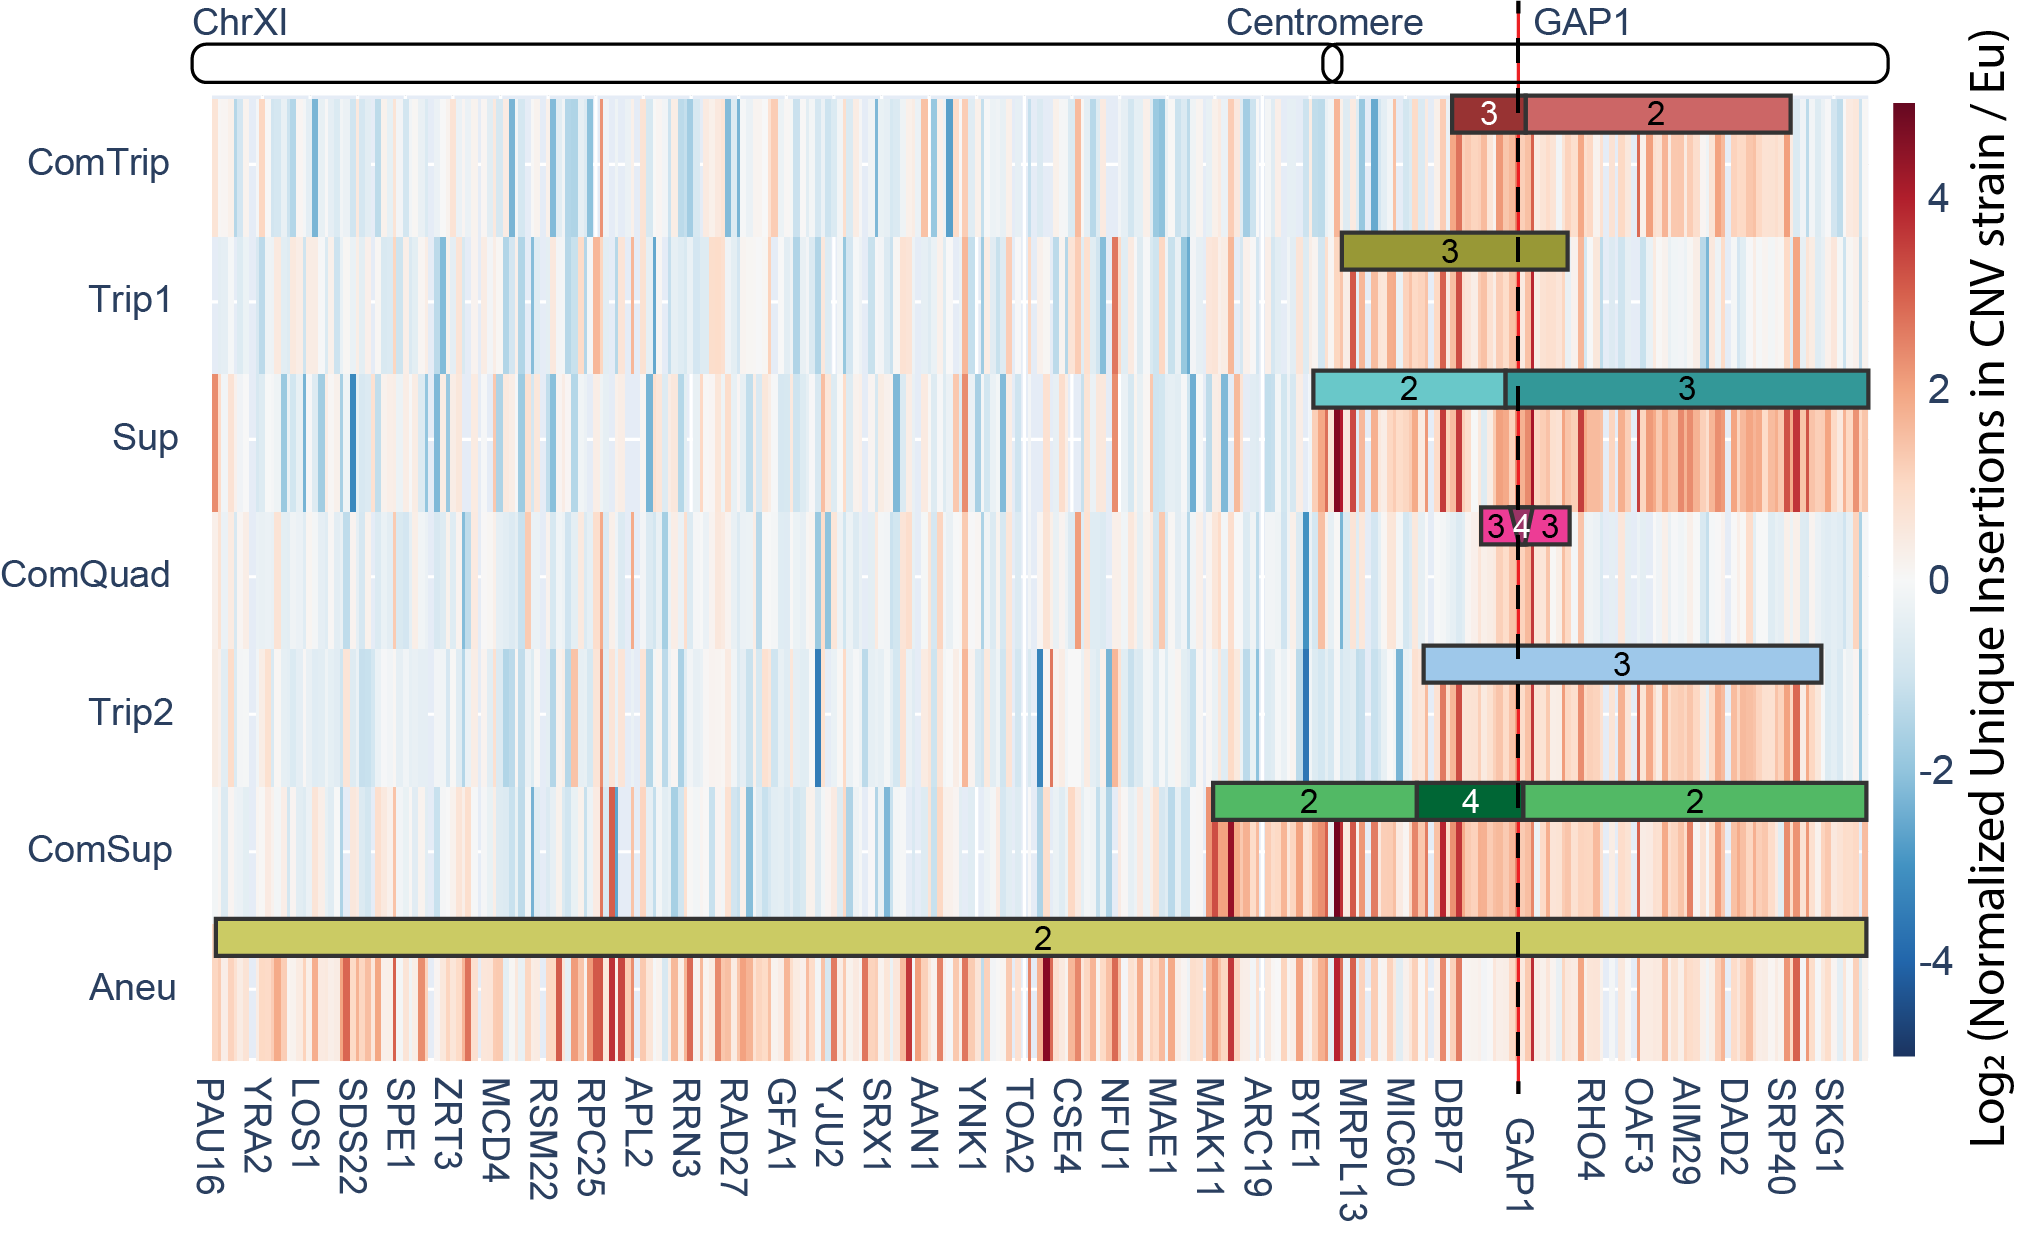 ChrXI Centromere GAP1
ComTrip 3 2
Trip1 3
Sup 2 3
ComQuad 3 4 3
Trip2 3
ComSup 2 4 2
Aneu 2
PAU16 YRA2 LOS1 SDS22 SPE1 ZRT3 MCD4 RSM22 RPC25 APL2 RRN3 RAD27 GFA1 YJU2 SRX1 AAN1 YNK1 TOA2 CSE4 NFU1 MAE1 MAK11 ARC19 BYE1 MRPL13 MIC60 DBP7 GAP1 RHO4 OAF3 AIM29 DAD2 SRP40 SKG1
4
2
0
-2
-4
Log₂ (Normalized Unique Insertions in CNV strain / Eu)